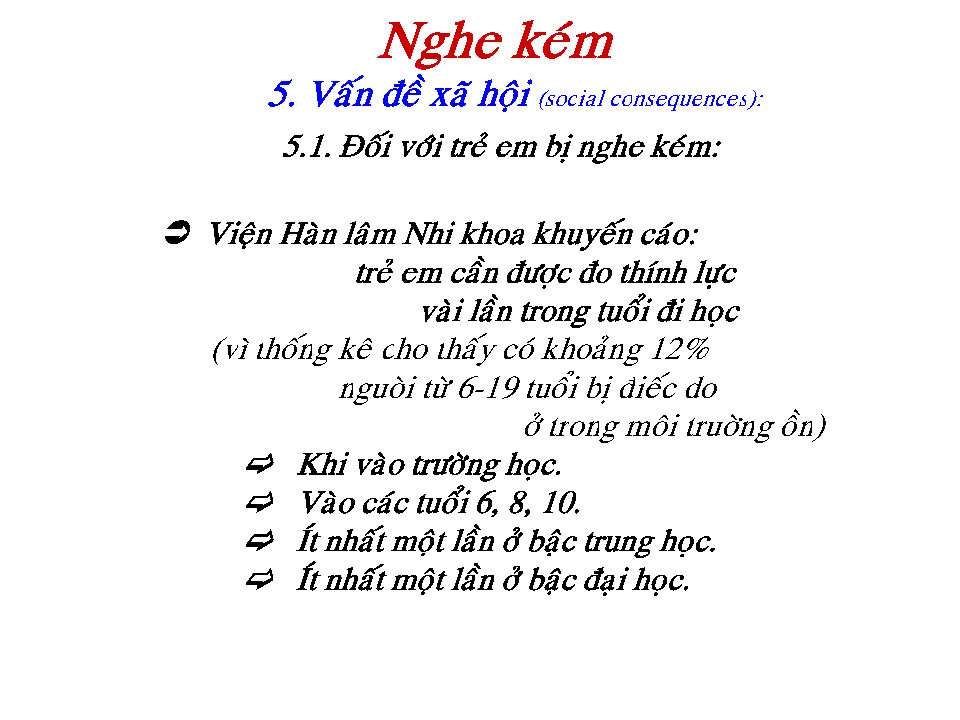 Nghe kém
5. Vấn đề xã hội (social consequences):
5.1. Đối với trẻ em bị nghe kém:
➲ Viện Hàn lâm Nhi khoa khuyến cáo:
trẻ em cần được đo thính lực
vài lần trong tuổi đi học
(vì thống kê cho thấy có khoảng 12%
nguòi từ 6-19 tuổi bị điếc do
ở trong môi truờng ồn)
➫ Khi vào trường học.
➫ Vào các tuổi 6, 8, 10.
➫ Ít nhất một lần ở bậc trung học.
➫ Ít nhất một lần ở bậc đại học.